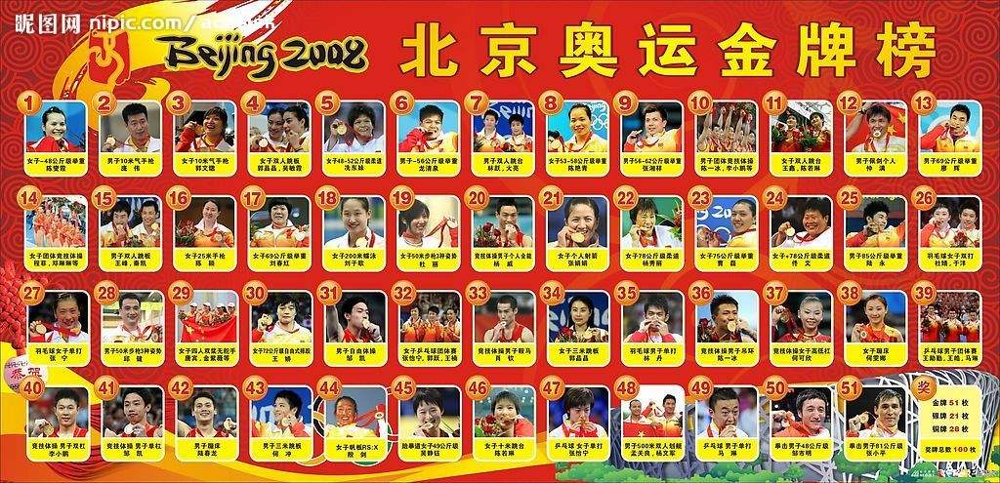 昵图网 nipic.com/
Beijing 2008
北京奥运金牌榜
1
女子-48公斤级举重
陈燮霞
2
男子10米气手枪
庞 伟
3
女子10米气手枪
郭文珺
4
女子双人跳板
郭晶晶,吴敏霞
5
女子48-52公斤级柔道
冼东妹
6
男子-56公斤级举重
龙清泉
7
男子双人跳台
林跃,火亮
8
女子53-58公斤级举重
陈艳青
9
男子56-62公斤级举重
张湘祥
10
男子团体竞技体操
陈一冰,李小鹏等
11
女子双人跳台
王鑫,陈若琳
12
男子佩剑个人
仲 满
13
男子69公斤级举重
廖 辉
14
女子团体竞技体操
程菲,邓琳琳等
15
男子双人跳板
王峰,秦凯
16
女子25米手枪
陈 颖
17
女子69公斤级举重
刘春红
18
女子200米蝶泳
刘子歌
19
女子50米步枪3种姿势
杜 丽
20
竞技体操男子个人全能
杨 威
21
女子个人射箭
张娟娟
22
女子78公斤级柔道
杨秀丽
23
女子75公斤级举重
曹 磊
24
女子+78公斤级柔道
佟 文
25
男子85公斤级举重
陆 永
26
羽毛球女子双打
杜婧,于洋
27
羽毛球女子单打
张 宁
28
男子50米步枪3种姿势
邱 健
29
女子四人双桨无舵手
唐宾,金紫薇等
30
女子72公斤级自由式摔跤
王 娇
31
男子自由体操
邹 凯
32
女子乒乓球团体赛
张怡宁,郭跃,王楠
33
竞技体操男子鞍马
肖 钦
34
女子三米跳板
郭晶晶
35
羽毛球男子单打
林 丹
36
竞技体操男子吊环
陈一冰
37
竞技体操女子高低杠
何可欣
38
女子蹦床
何雯娜
39
乒乓球男子团体
王励勤,王皓,马琳
恭贺
40
竞技体操 男子双杠
李小鹏
41
竞技体操 男子单杠
邹 凯
42
男子蹦床
陆春龙
43
男子三米跳板
何 冲
44
女子帆板RS:X
殷 剑
45
跆拳道女子49公斤级
吴静钰
46
女子十米跳台
陈若琳
47
乒乓球 女子单打
张怡宁
48
男子500米双人划艇
孟关良,杨文军
49
乒乓球 男子单打
马 琳
50
拳击男子48公斤级
邹市明
51
拳击男子81公斤级
张小平
奖
金牌 51 枚
银牌 21 枚
铜牌 28 枚
奖牌总数 100 枚